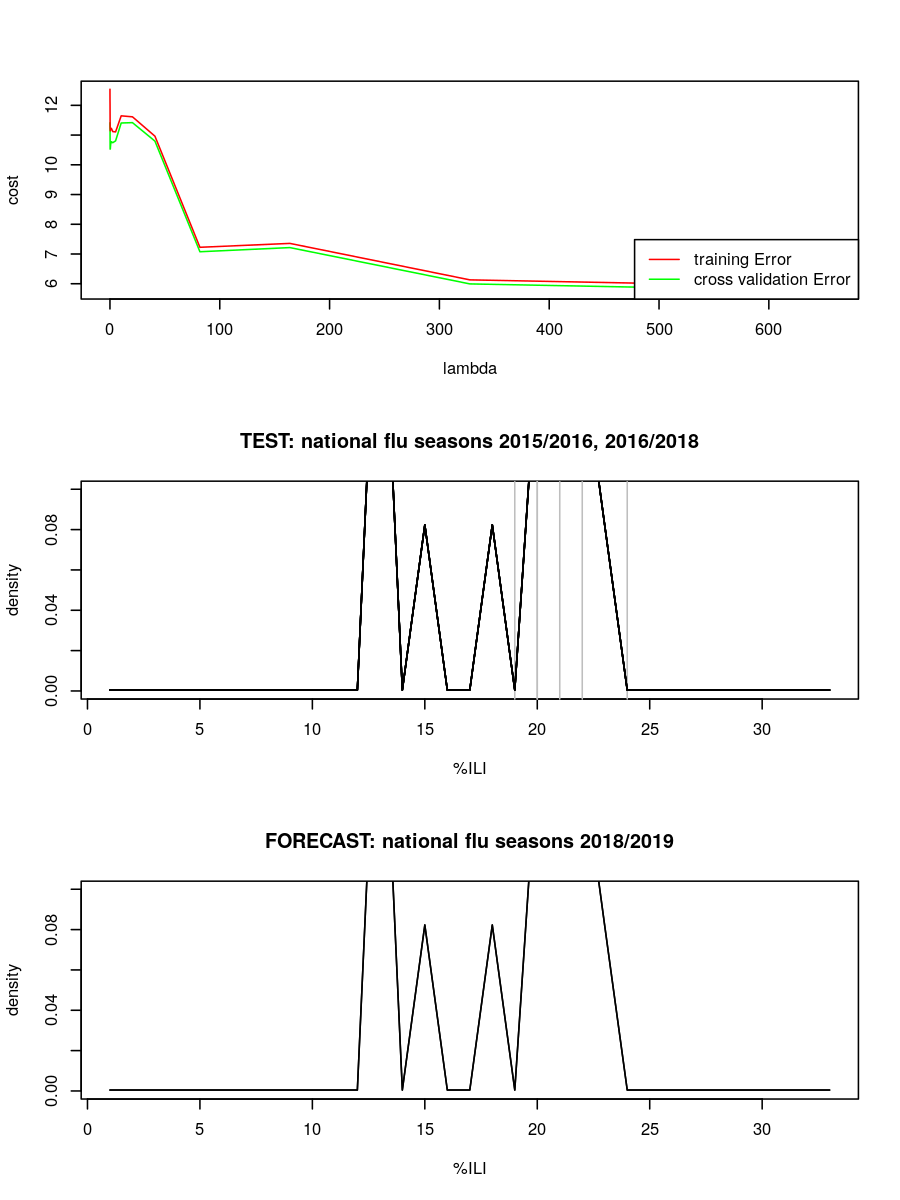 12
10
9
8
7
6
cost
training Error
cross validation Error
0 100 200 300 400 500 600
lambda
TEST: national flu seasons 2015/2016, 2016/2018
0.08
0.04
0.00
density
0 5 10 15 20 25 30
%ILI
FORECAST: national flu seasons 2018/2019
0.08
0.04
0.00
density
0 5 10 15 20 25 30
%ILI